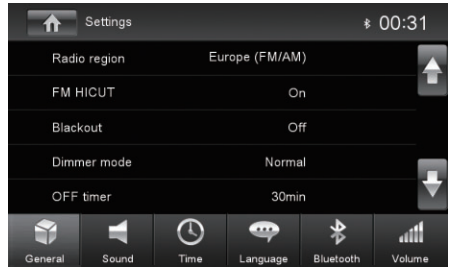 Settings 00:31
Radio region Europe (FM/AM)
FM HICUT On
Blackout Off
Dimmer mode Normal
OFF timer 30min
General Sound Time Language Bluetooth Volume